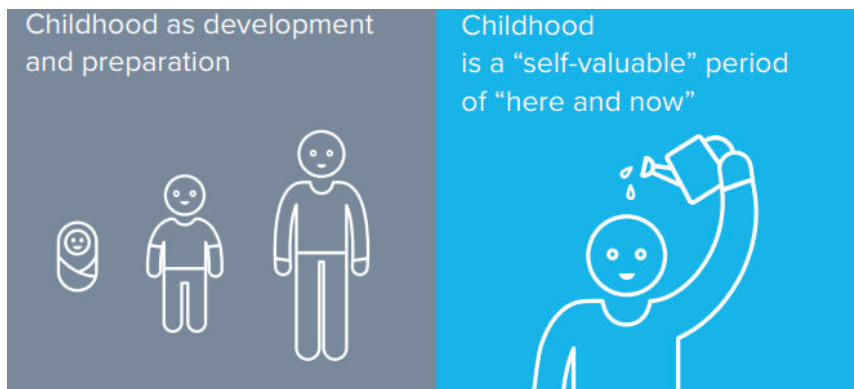 Childhood as development
and preparation
Childhood
is a “self-valuable” period
of “here and now”